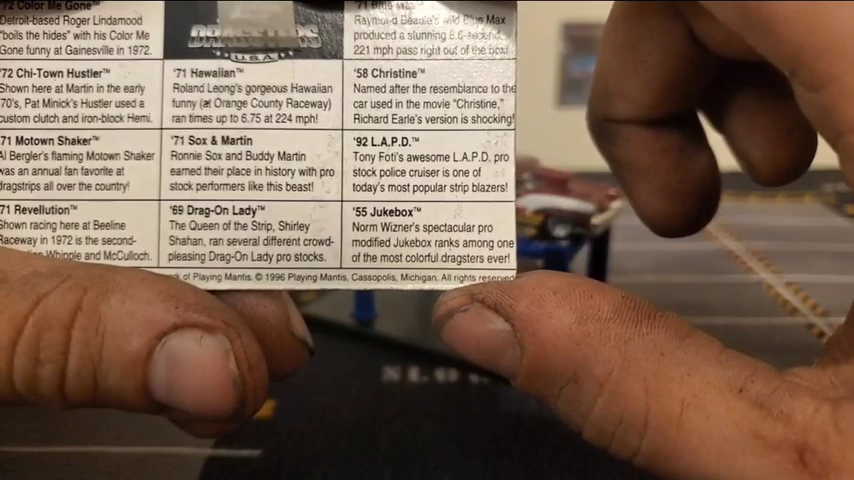 '72 Color Me Gone™
Detroit-based Roger Lindamood
"boils the hides" with his Color Me
Gone funny at Gainesville in 1972.
DRAGSTERS
U.S.A.
'71 Blue Max™
Raymond Beadle's wild Blue Max
produced a stunning 6.6-second,
221 mph pass right out of the box!
'72 Chi-Town Hustler™
Shown here at Martin in the early
'70's, Pat Minick's Hustler used a
custom clutch and iron-block Hemi.
'71 Hawaiian™
Roland Leong's gorgeous Hawaiian
funny (at Orange County Raceway)
ran times up to 6.75 at 224 mph!
'58 Christine™
Named after the resemblance to the
car used in the movie "Christine,"
Richard Earle's version is shocking!
'71 Motown Shaker™
Al Bergler's flaming Motown Shaker
was an annual fan favorite at
dragstrips all over the country!
'71 Sox & Martin
Ronnie Sox and Buddy Martin
earned their place in history with pro
stock performers like this beast!
'92 L.A.P.D.™
Tony Foti's awesome L.A.P.D. pro
stock police cruiser is one of
today's most popular strip blazers!
'71 Revellution™
Shown racing here at Beeline
Raceway in 1972 is the second-
Whipple and McCulloch.
'69 Drag-On Lady™
The Queen of the Strip, Shirley
Shahan, ran several different crowd-
pleasing Drag-On Lady pro stocks.
'55 Jukebox™
Norm Wizner's spectacular pro
modified Jukebox ranks among one
of the most colorful dragsters ever!
of Playing Mantis. © 1996 Playing Mantis, Cassopolis, Michigan. All rights reserved